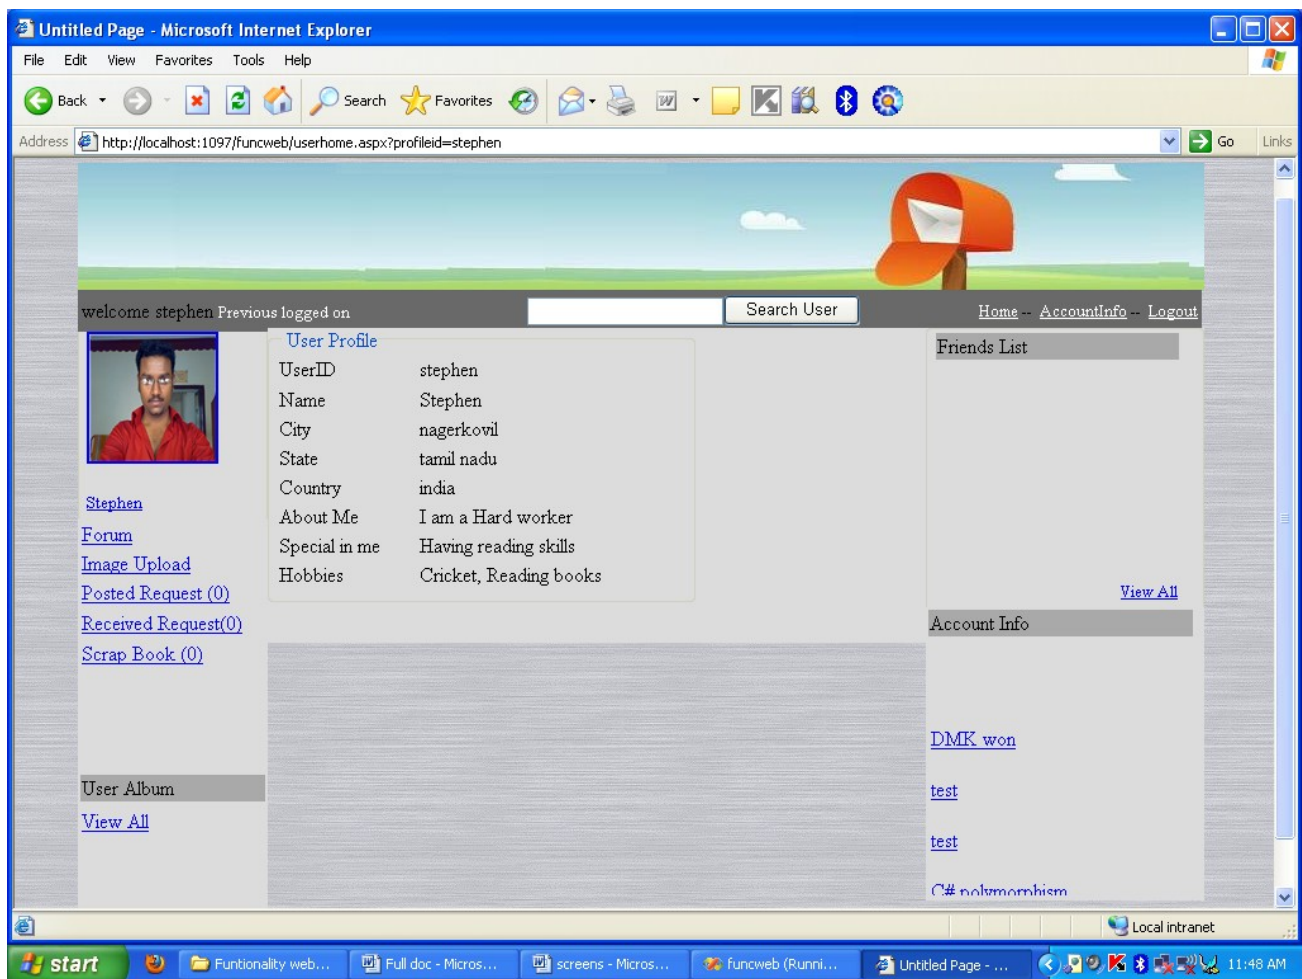 Untitled Page - Microsoft Internet Explorer
File Edit View Favorites Tools Help
Back Search Favorites
Address http://localhost:1097/funcweb/userhome.aspx?profileid=stephen Go Links
welcome stephen Previous logged on Search User Home -- AccountInfo -- Logout
User Profile
UserID stephen
Name Stephen
City nagerkovil
State tamil nadu
Country india
About Me I am a Hard worker
Special in me Having reading skills
Hobbies Cricket, Reading books
Stephen
Forum
Image Upload
Posted Request (0)
Received Request(0)
Scrap Book (0)
User Album
View All
Friends List
View All
Account Info
DMK won
test
test
C# polymorphism
Local intranet
start Funtionality web... Full doc - Micros... screens - Micros... funcweb (Runni... Untitled Page - ... 11:48 AM